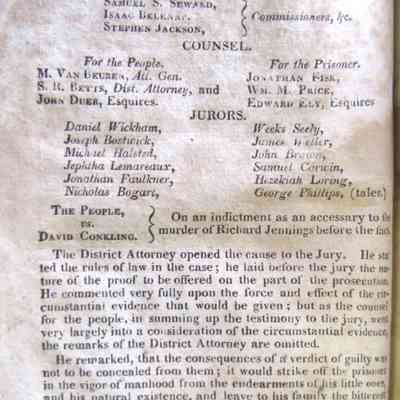 SAMUEL S. SEWARD,
ISAAC BELKNAP,
STEPHEN JACKSON,
} Commissioners, &c.
COUNSEL.
For the People. For the Prisoner.
M. VAN BEUREN, Att. Gen. JONATHAN FISK,
S. R. BETTS, Dist. Attorney, and WM. M. PRICE,
JOHN DUER, Esquires. EDWARD ELY, Esquires
JURORS.
Daniel Wickham, Weeks Seely,
Joseph Bostwick, James Weller,
Michael Halsted, John Brown,
Jephtha Lemareaux, Samuel Corwin,
Jonathan Faulkner, Hezekiah Loring,
Nicholas Bogart, George Phillips, (tales.)
THE PEOPLE,
vs.
DAVID CONKLING.
} On an indictment as an accessary to the
murder of Richard Jennings before the fact.
The District Attorney opened the cause to the Jury. He sta
ted the rules of law in the case; he laid before the jury the na-
ture of the proof to be offered on the part of the prosecution.
He commented very fully upon the force and effect of the cir-
cumstantial evidence that would be given; but as the counsel
for the people, in summing up the testimony to the jury, went
very largely into a consideration of the circumstantial evidence,
the remarks of the District Attorney are omitted.
He remarked, that the consequences of a verdict of guilty was
not to be concealed from them; it would strike off the prisoner
in the vigor of manhood from the endearments of his little ones,
and his natural existence, and leave to his family the bitterest